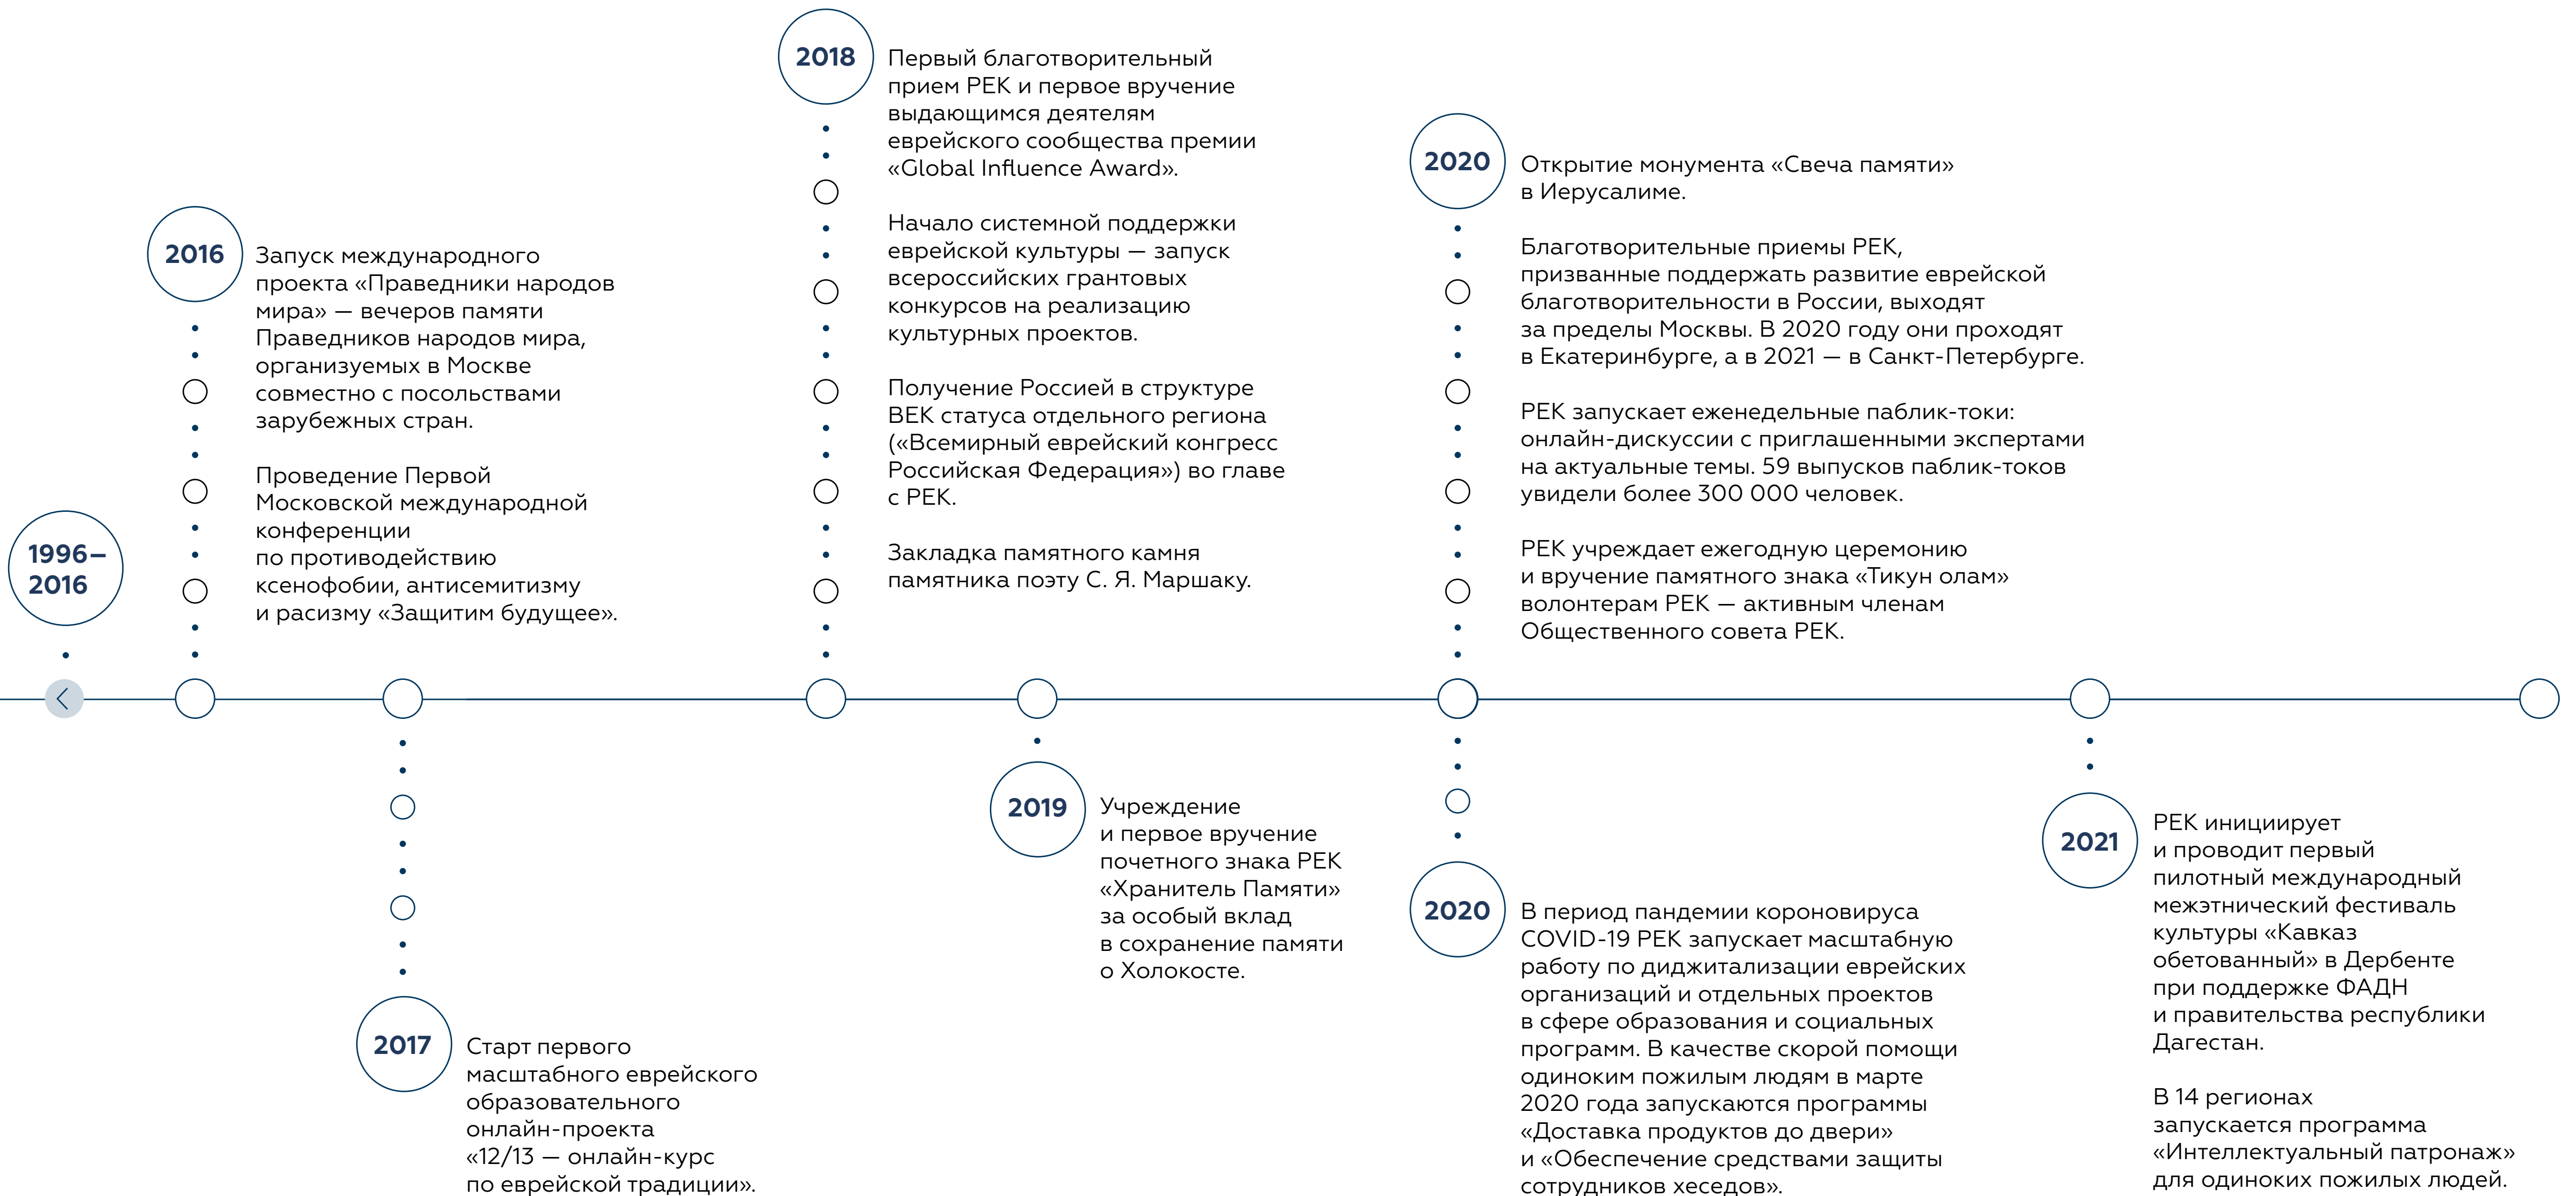 1996–
2016
2016
Запуск международного
проекта «Праведники народов
мира» — вечеров памяти
Праведников народов мира,
организуемых в Москве
совместно с посольствами
зарубежных стран.
Проведение Первой
Московской международной
конференции
по противодействию
ксенофобии, антисемитизму
и расизму «Защитим будущее».
2017
Старт первого
масштабного еврейского
образовательного
онлайн-проекта
«12/13 — онлайн-курс
по еврейской традиции».
2018
Первый благотворительный
прием РЕК и первое вручение
выдающимся деятелям
еврейского сообщества премии
«Global Influence Award».
Начало системной поддержки
еврейской культуры — запуск
всероссийских грантовых
конкурсов на реализацию
культурных проектов.
Получение Россией в структуре
ВЕК статуса отдельного региона
(«Всемирный еврейский конгресс
Российская Федерация») во главе
с РЕК.
Закладка памятного камня
памятника поэту С. Я. Маршаку.
2019
Учреждение
и первое вручение
почетного знака РЕК
«Хранитель Памяти»
за особый вклад
в сохранение памяти
о Холокосте.
2020
Открытие монумента «Свеча памяти»
в Иерусалиме.
Благотворительные приемы РЕК,
призванные поддержать развитие еврейской
благотворительности в России, выходят
за пределы Москвы. В 2020 году они проходят
в Екатеринбурге, а в 2021 — в Санкт-Петербурге.
РЕК запускает еженедельные паблик-токи:
онлайн-дискуссии с приглашенными экспертами
на актуальные темы. 59 выпусков паблик-токов
увидели более 300 000 человек.
РЕК учреждает ежегодную церемонию
и вручение памятного знака «Тикун олам»
волонтерам РЕК — активным членам
Общественного совета РЕК.
2020
В период пандемии короновируса
COVID-19 РЕК запускает масштабную
работу по диджитализации еврейских
организаций и отдельных проектов
в сфере образования и социальных
программ. В качестве скорой помощи
одиноким пожилым людям в марте
2020 года запускаются программы
«Доставка продуктов до двери»
и «Обеспечение средствами защиты
сотрудников хеседов».
2021
РЕК инициирует
и проводит первый
пилотный международный
межэтнический фестиваль
культуры «Кавказ
обетованный» в Дербенте
при поддержке ФАДН
и правительства республики
Дагестан.
В 14 регионах
запускается программа
«Интеллектуальный патронаж»
для одиноких пожилых людей.